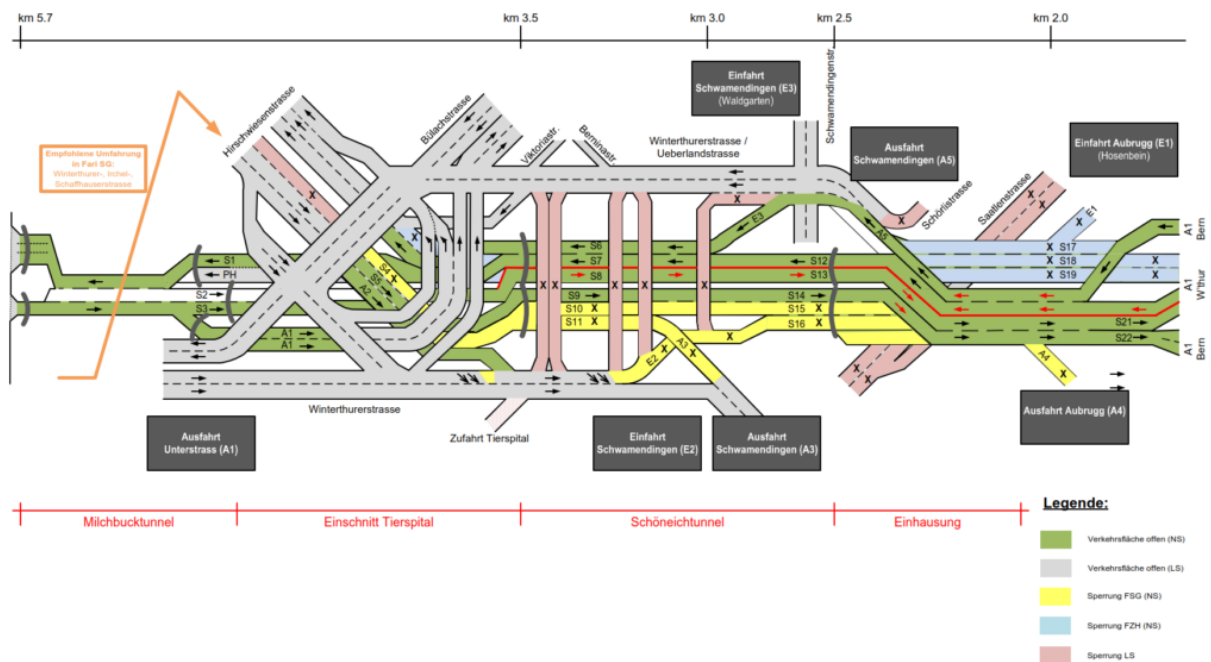 km 5.7
km 3.5
km 3.0
km 2.5
km 2.0
Einfahrt
Schwamendingen (E3)
(Waldgarten)
Schwamendingenstr.
Ausfahrt
Schwamendingen (A5)
Einfahrt Aubrugg (E1)
(Hosenbein)
Empfohlene Umfahrung
in Fari SG:
Winterthurer-, Irchel-,
Schaffhauserstrasse
Hirschwiesenstrasse
Bülachstrasse
Viktoriastr.
Berninastr.
Winterthurerstrasse /
Ueberlandstrasse
Schörlistrasse
Saatlenstrasse
E1
A1
Bern
A1
W'thur
A1
Bern
X
E3
A5
S1
PH
S2
S3
A1
A1
S4
S5
A2
S6
S7
S8
S9
S10 X
S11 X
S12
S13
S14
X S15
X S16
S17
S18
S19
X
X
X
S21
S22
E2
A3
A4
Winterthurerstrasse
Zufahrt Tierspital
Ausfahrt
Unterstrass (A1)
Einfahrt
Schwamendingen (E2)
Ausfahrt
Schwamendingen (A3)
Ausfahrt Aubrugg (A4)
Milchbucktunnel
Einschnitt Tierspital
Schöneichtunnel
Einhausung
Legende:
Verkehrsfläche offen (NS)
Verkehrsfläche offen (LS)
Sperrung FSG (NS)
Sperrung FZH (NS)
Sperrung LS